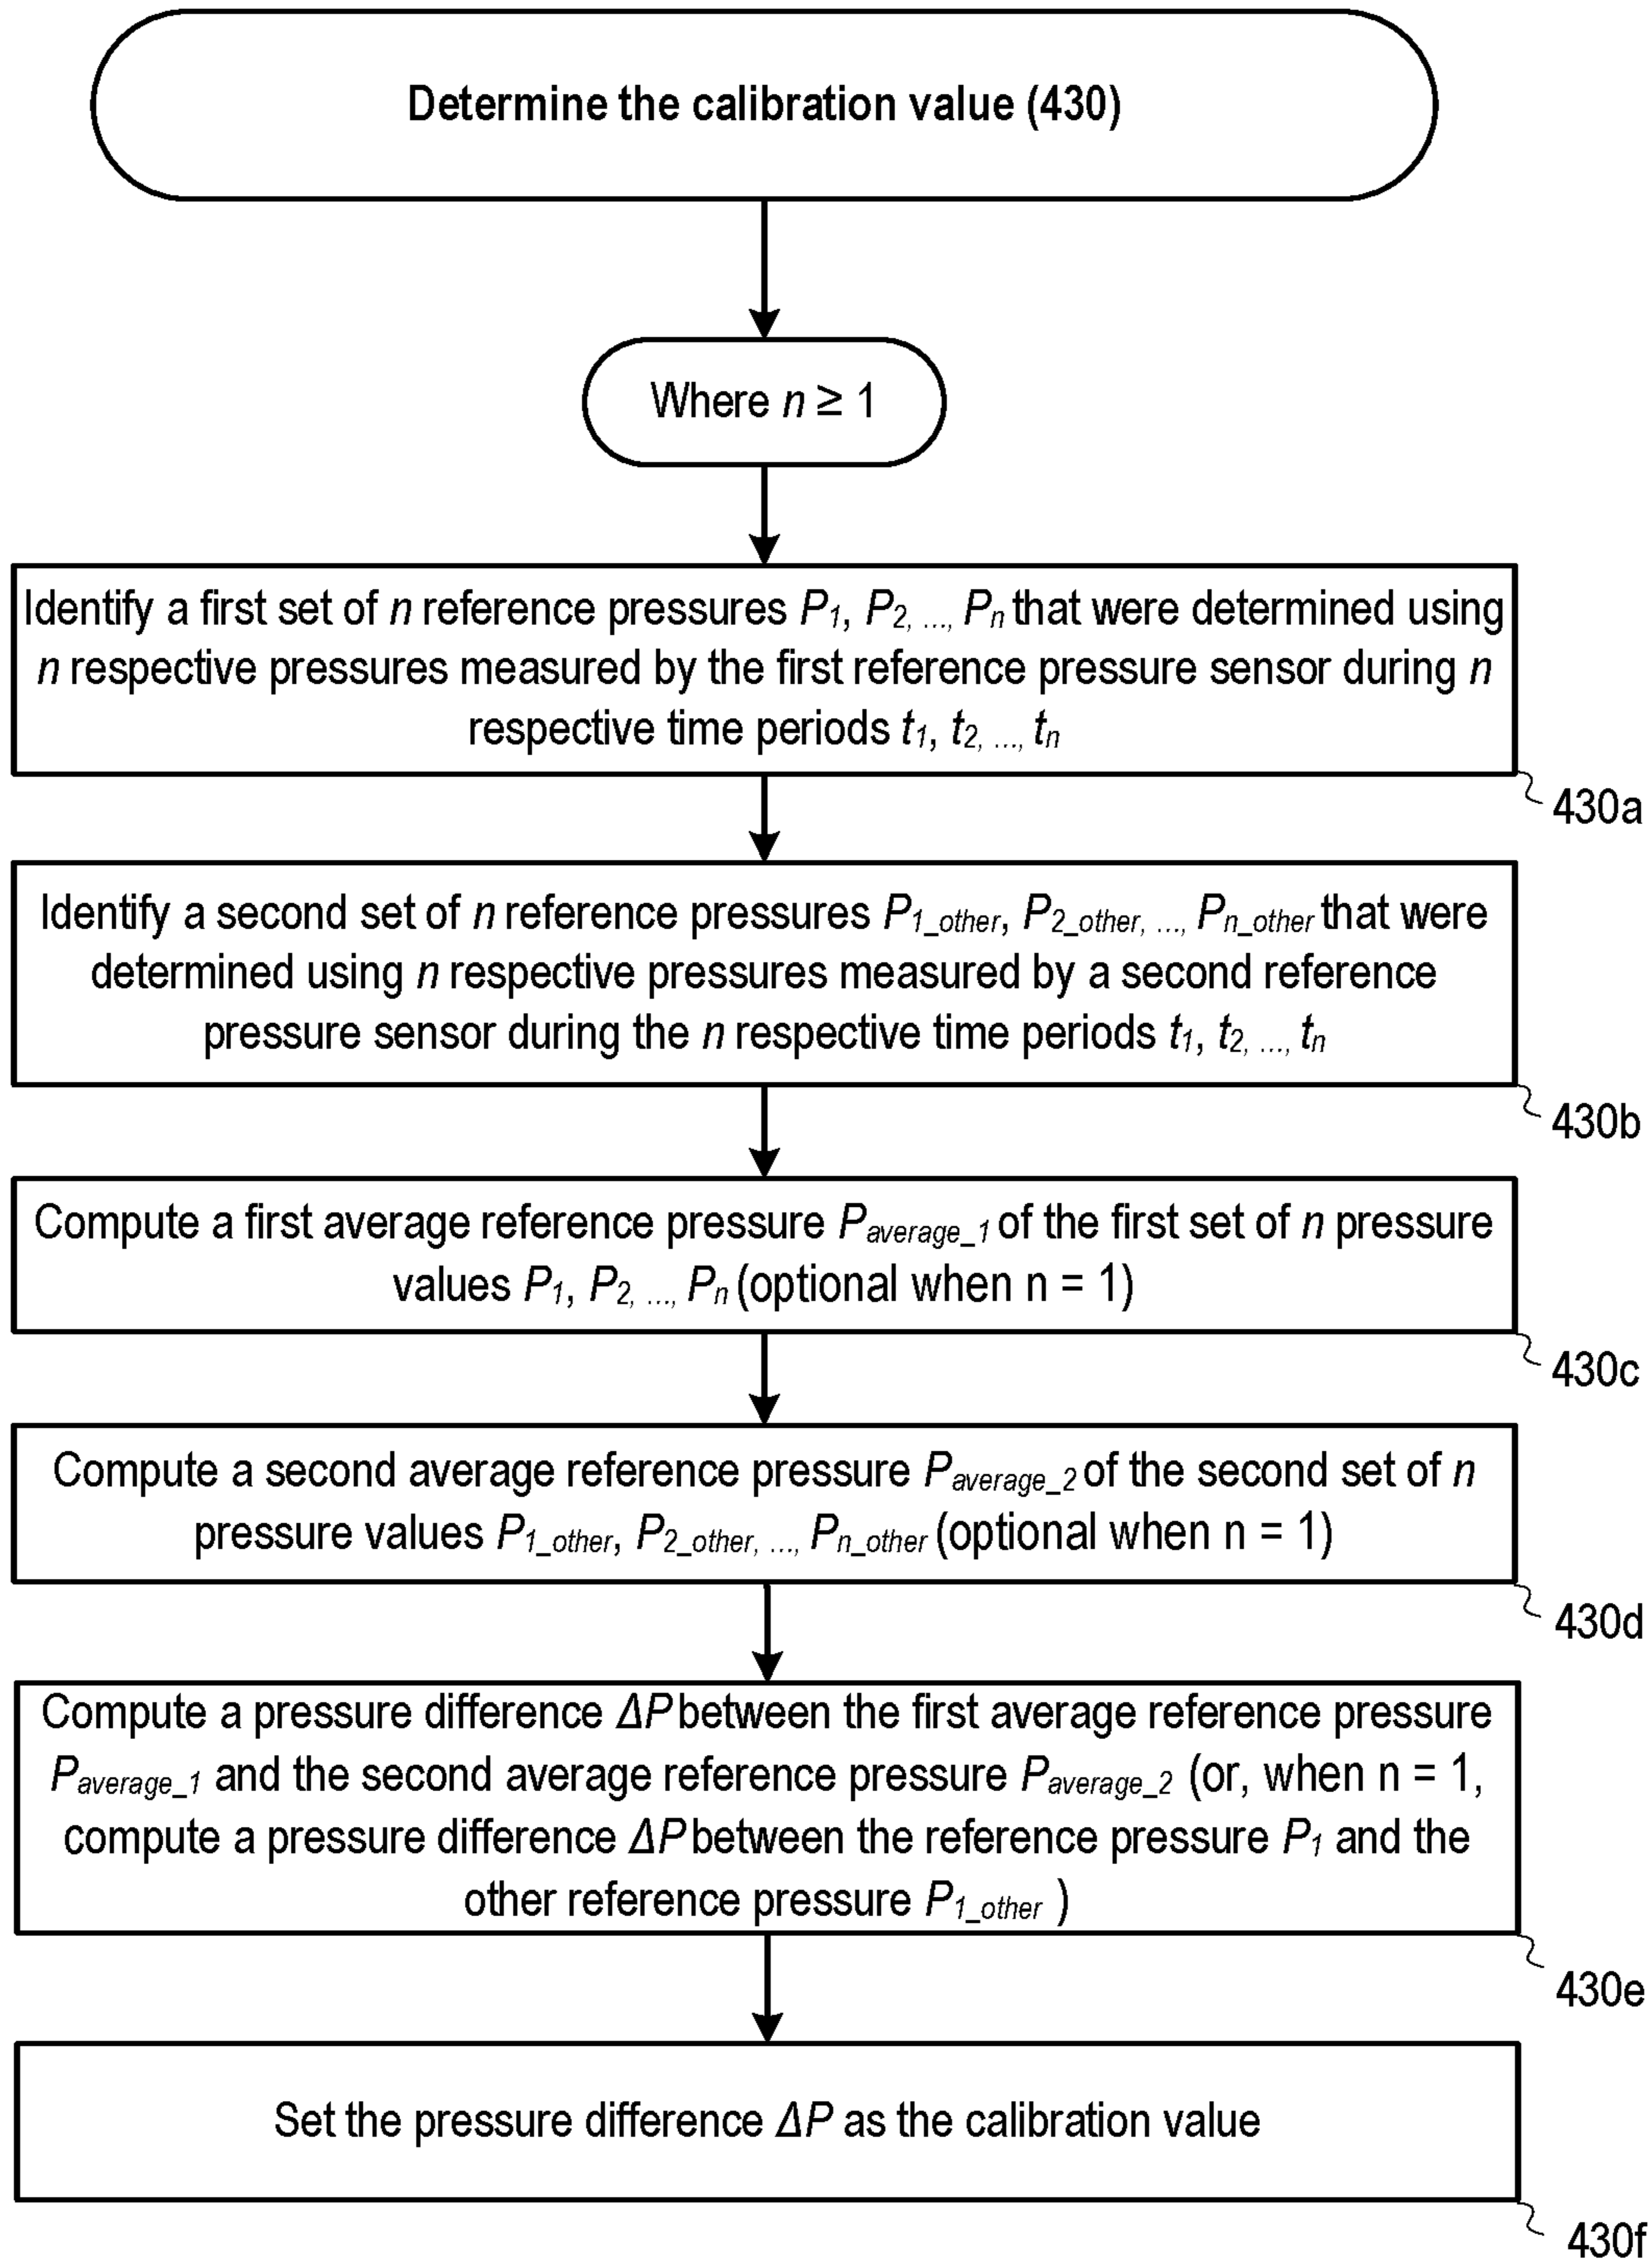 Determine the calibration value (430)
Where n ≥ 1
Identify a first set of n reference pressures P1, P2, ..., Pn that were determined using
n respective pressures measured by the first reference pressure sensor during n
respective time periods t1, t2, ..., tn
430a
Identify a second set of n reference pressures P1_other, P2_other, ..., Pn_other that were
determined using n respective pressures measured by a second reference
pressure sensor during the n respective time periods t1, t2, ..., tn
430b
Compute a first average reference pressure Paverage_1 of the first set of n pressure
values P1, P2, ..., Pn (optional when n = 1)
430c
Compute a second average reference pressure Paverage_2 of the second set of n
pressure values P1_other, P2_other, ..., Pn_other (optional when n = 1)
430d
Compute a pressure difference ΔP between the first average reference pressure
Paverage_1 and the second average reference pressure Paverage_2 (or, when n = 1,
compute a pressure difference ΔP between the reference pressure P1 and the
other reference pressure P1_other )
430e
Set the pressure difference ΔP as the calibration value
430f